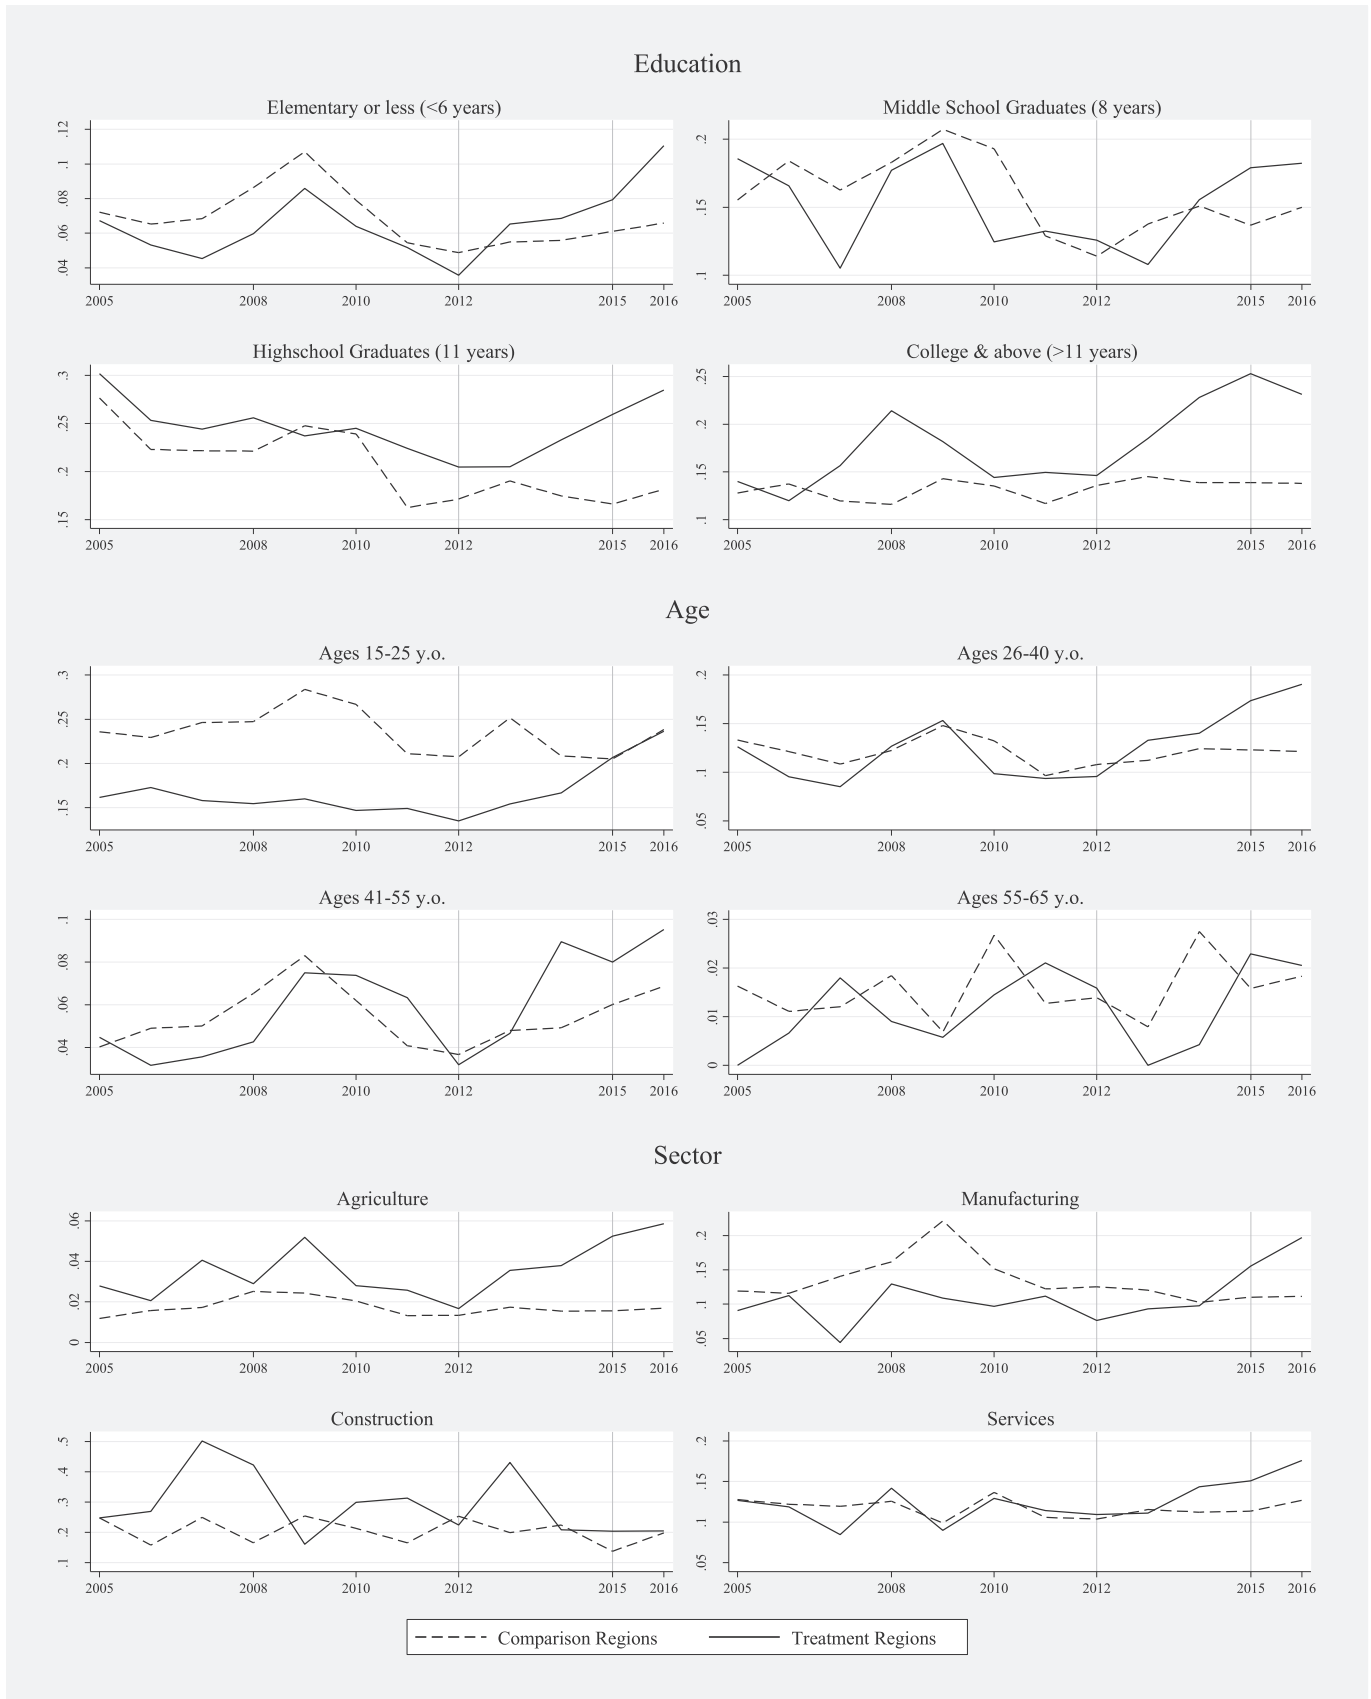 Education
Elementary or less (<6 years)
.12
.1
.08
.06
.04
2005 2008 2010 2012 2015 2016
Middle School Graduates (8 years)
.2
.15
.1
2005 2008 2010 2012 2015 2016
Highschool Graduates (11 years)
.3
.25
.2
.15
2005 2008 2010 2012 2015 2016
College & above (>11 years)
.25
.2
.15
.1
2005 2008 2010 2012 2015 2016
Age
Ages 15-25 y.o.
.3
.25
.2
.15
2005 2008 2010 2012 2015 2016
Ages 26-40 y.o.
.2
.15
.1
.05
2005 2008 2010 2012 2015 2016
Ages 41-55 y.o.
.1
.08
.06
.04
2005 2008 2010 2012 2015 2016
Ages 55-65 y.o.
.03
.02
.01
0
2005 2008 2010 2012 2015 2016
Sector
Agriculture
.06
.04
.02
0
2005 2008 2010 2012 2015 2016
Manufacturing
.2
.15
.1
.05
2005 2008 2010 2012 2015 2016
Construction
.5
.4
.3
.2
.1
2005 2008 2010 2012 2015 2016
Services
.2
.15
.1
.05
2005 2008 2010 2012 2015 2016
Comparison Regions Treatment Regions